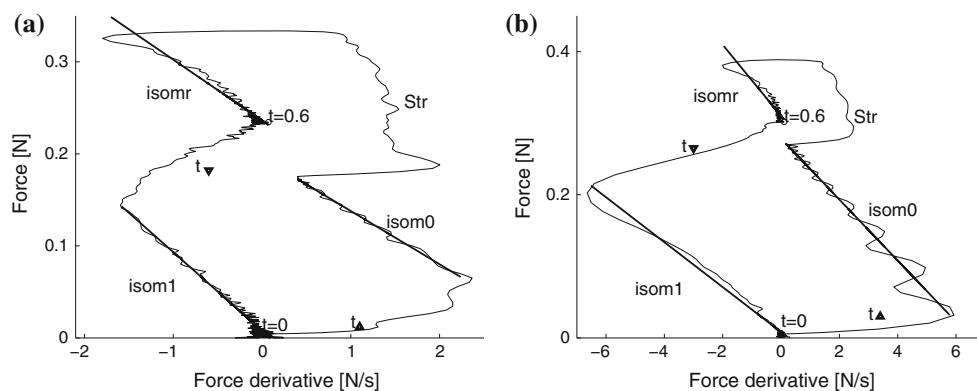 (a)
0.3
0.2
0.1
0
Force [N]
isomr
t=0.6
Str
t
isom0
isom1
t=0
t
−2
−1
0
1
2
Force derivative [N/s]
(b)
0.4
0.2
0
Force [N]
isomr
t=0.6
Str
t
isom0
isom1
t=0
t
−6
−4
−2
0
2
4
6
Force derivative [N/s]